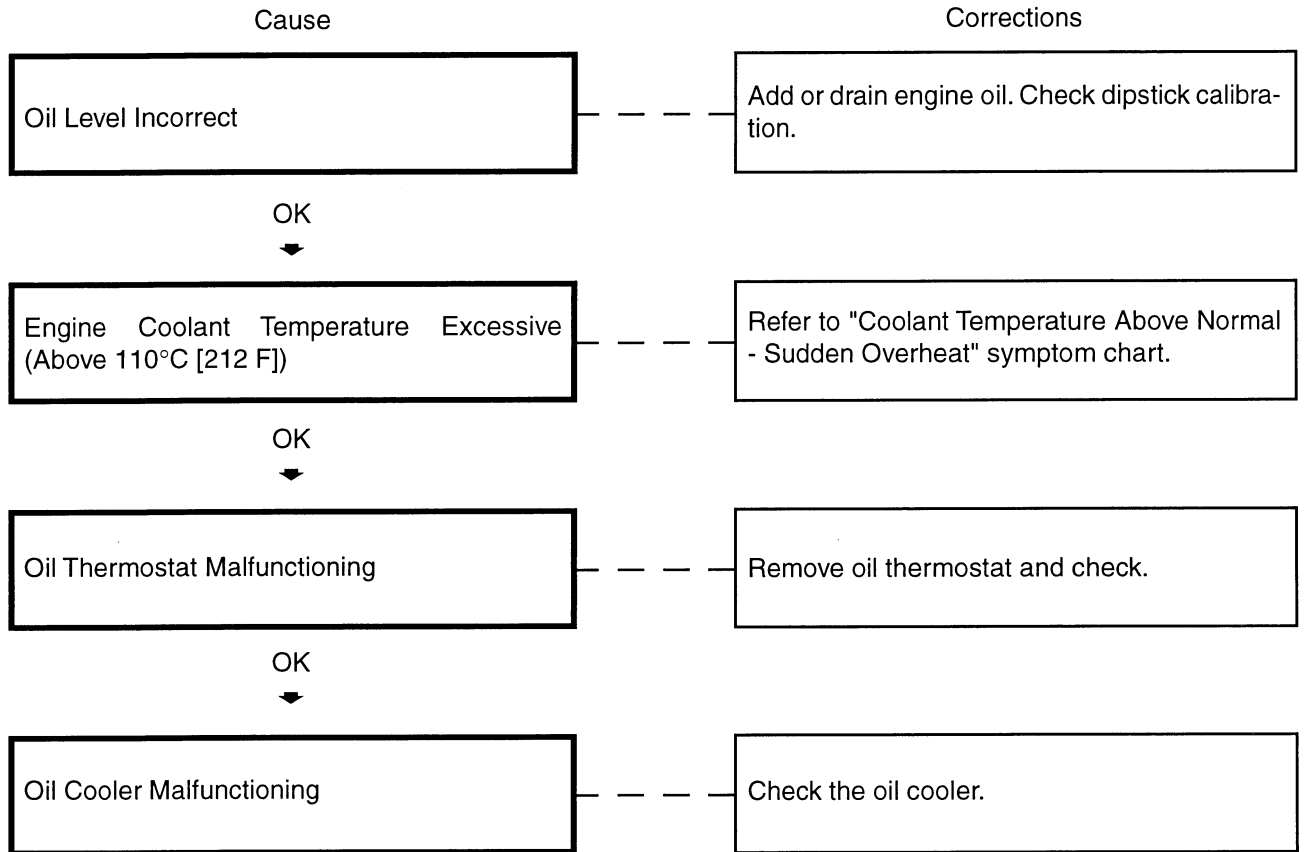 Cause
Corrections
Oil Level Incorrect
Add or drain engine oil. Check dipstick calibra-
tion.
OK
Engine Coolant Temperature Excessive
(Above 110°C [212 F])
Refer to "Coolant Temperature Above Normal
- Sudden Overheat" symptom chart.
OK
Oil Thermostat Malfunctioning
Remove oil thermostat and check.
OK
Oil Cooler Malfunctioning
Check the oil cooler.